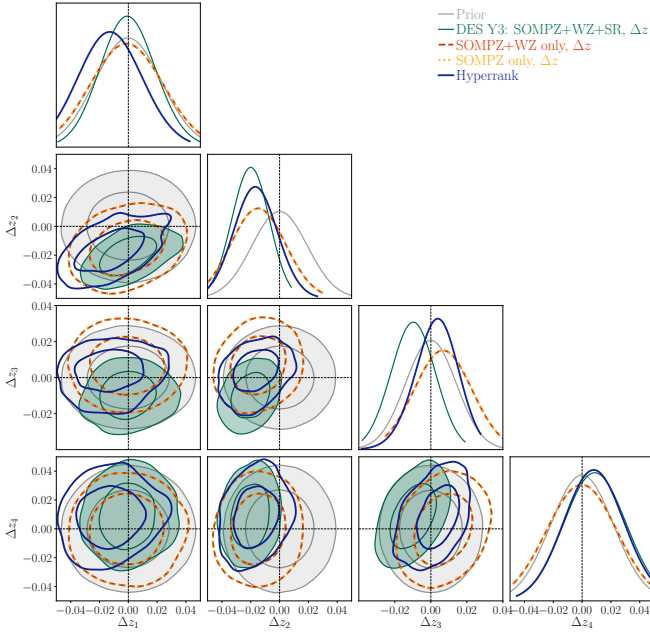 Prior
DES Y3: SOMPZ+WZ+SR, Δz
SOMPZ+WZ only, Δz
SOMPZ only, Δz
Hyperrank
0.04
0.02
0.00
−0.02
−0.04
Δz₂
0.04
0.02
0.00
−0.02
Δz₃
0.04
0.02
0.00
−0.02
−0.04
Δz₄
−0.04 −0.02 0.00 0.02 0.04
Δz₁
−0.04 −0.02 0.00 0.02
Δz₂
−0.02 0.00 0.02 0.04
Δz₃
−0.04 −0.02 0.00 0.02 0.04
Δz₄